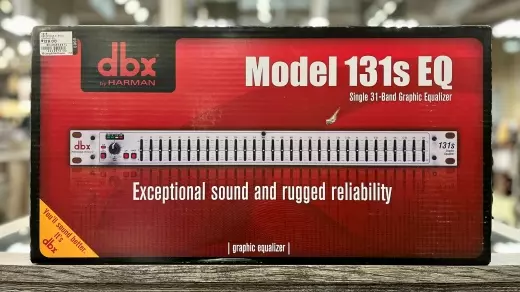 dbx
by HARMAN
Model 131s EQ
Single 31-Band Graphic Equalizer
dbx
131s
Exceptional sound and rugged reliability
You'll sound better.
It's
dbx
| graphic equalizer |